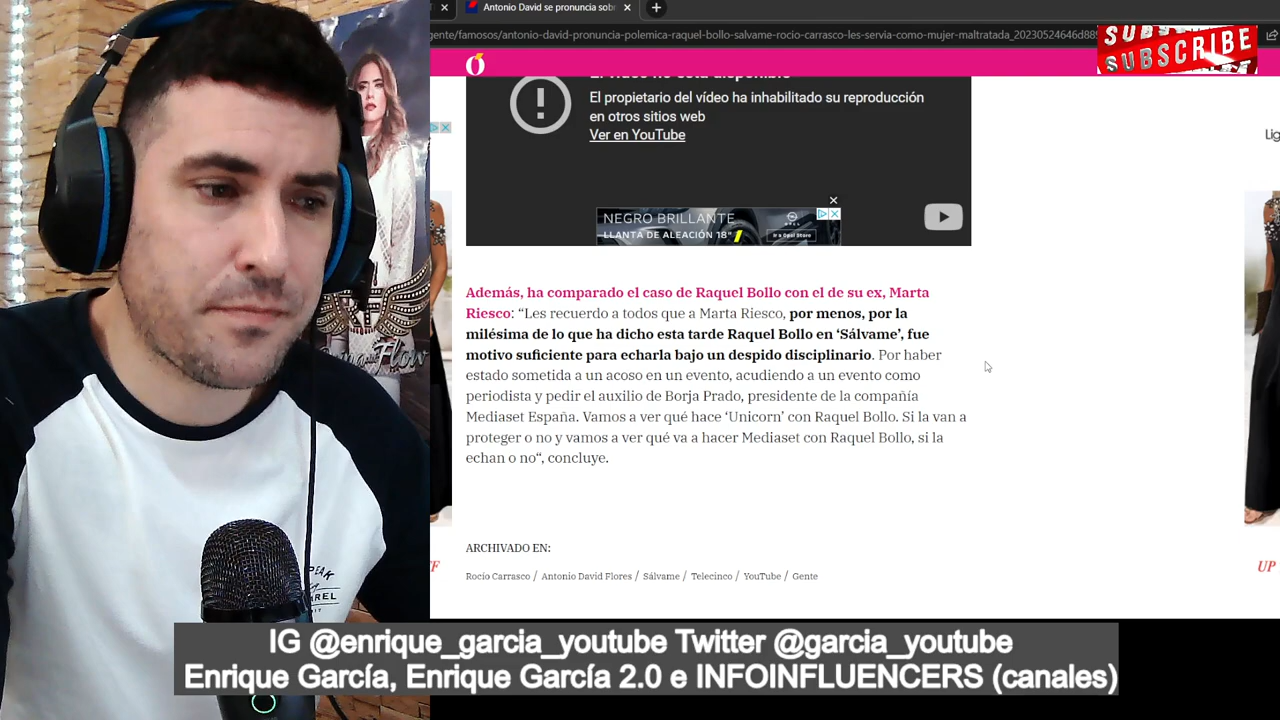 Antonio David se pronuncia sob
gente/famosos/antonio-david-pronuncia-polemica-raquel-bollo-salvame-rocio-carrasco-les-servia-como-mujer-maltratada_20230524646d88
SUBSCRIBE
SUBSCRIBE
El propietario del vídeo ha inhabilitado su reproducción
en otros sitios web
Ver en YouTube
Lig
NEGRO BRILLANTE
LLANTA DE ALEACIÓN 18"
Ir a Opel Store
Además, ha comparado el caso de Raquel Bollo con el de su ex, Marta
Riesco: “Les recuerdo a todos que a Marta Riesco, por menos, por la
milésima de lo que ha dicho esta tarde Raquel Bollo en ‘Sálvame’, fue
motivo suficiente para echarla bajo un despido disciplinario. Por haber
estado sometida a un acoso en un evento, acudiendo a un evento como
periodista y pedir el auxilio de Borja Prado, presidente de la compañía
Mediaset España. Vamos a ver qué hace ‘Unicorn’ con Raquel Bollo. Si la van a
proteger o no y vamos a ver qué va a hacer Mediaset con Raquel Bollo, si la
echan o no“, concluye.
ARCHIVADO EN:
Rocío Carrasco / Antonio David Flores / Sálvame / Telecinco / YouTube / Gente
UP
IG @enrique_garcia_youtube Twitter @garcia_youtube
Enrique García, Enrique García 2.0 e INFOINFLUENCERS (canales)